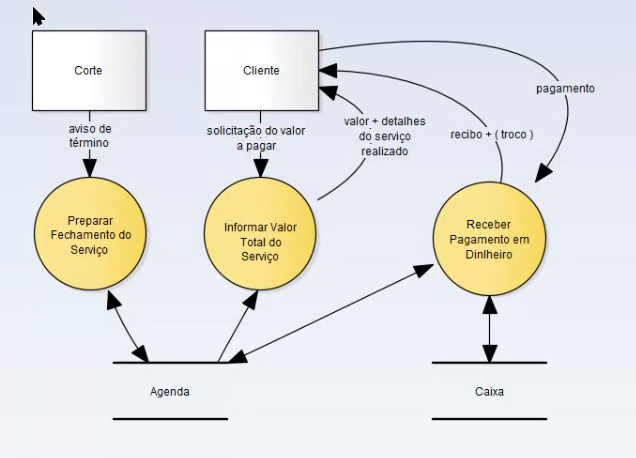 Corte
Cliente
pagamento
aviso de
término
solicitação do valor
a pagar
valor + detalhes
do serviço
realizado
recibo + ( troco )
Preparar
Fechamento do
Serviço
Informar Valor
Total do
Serviço
Receber
Pagamento em
Dinlheiro
Agenda
Caixa